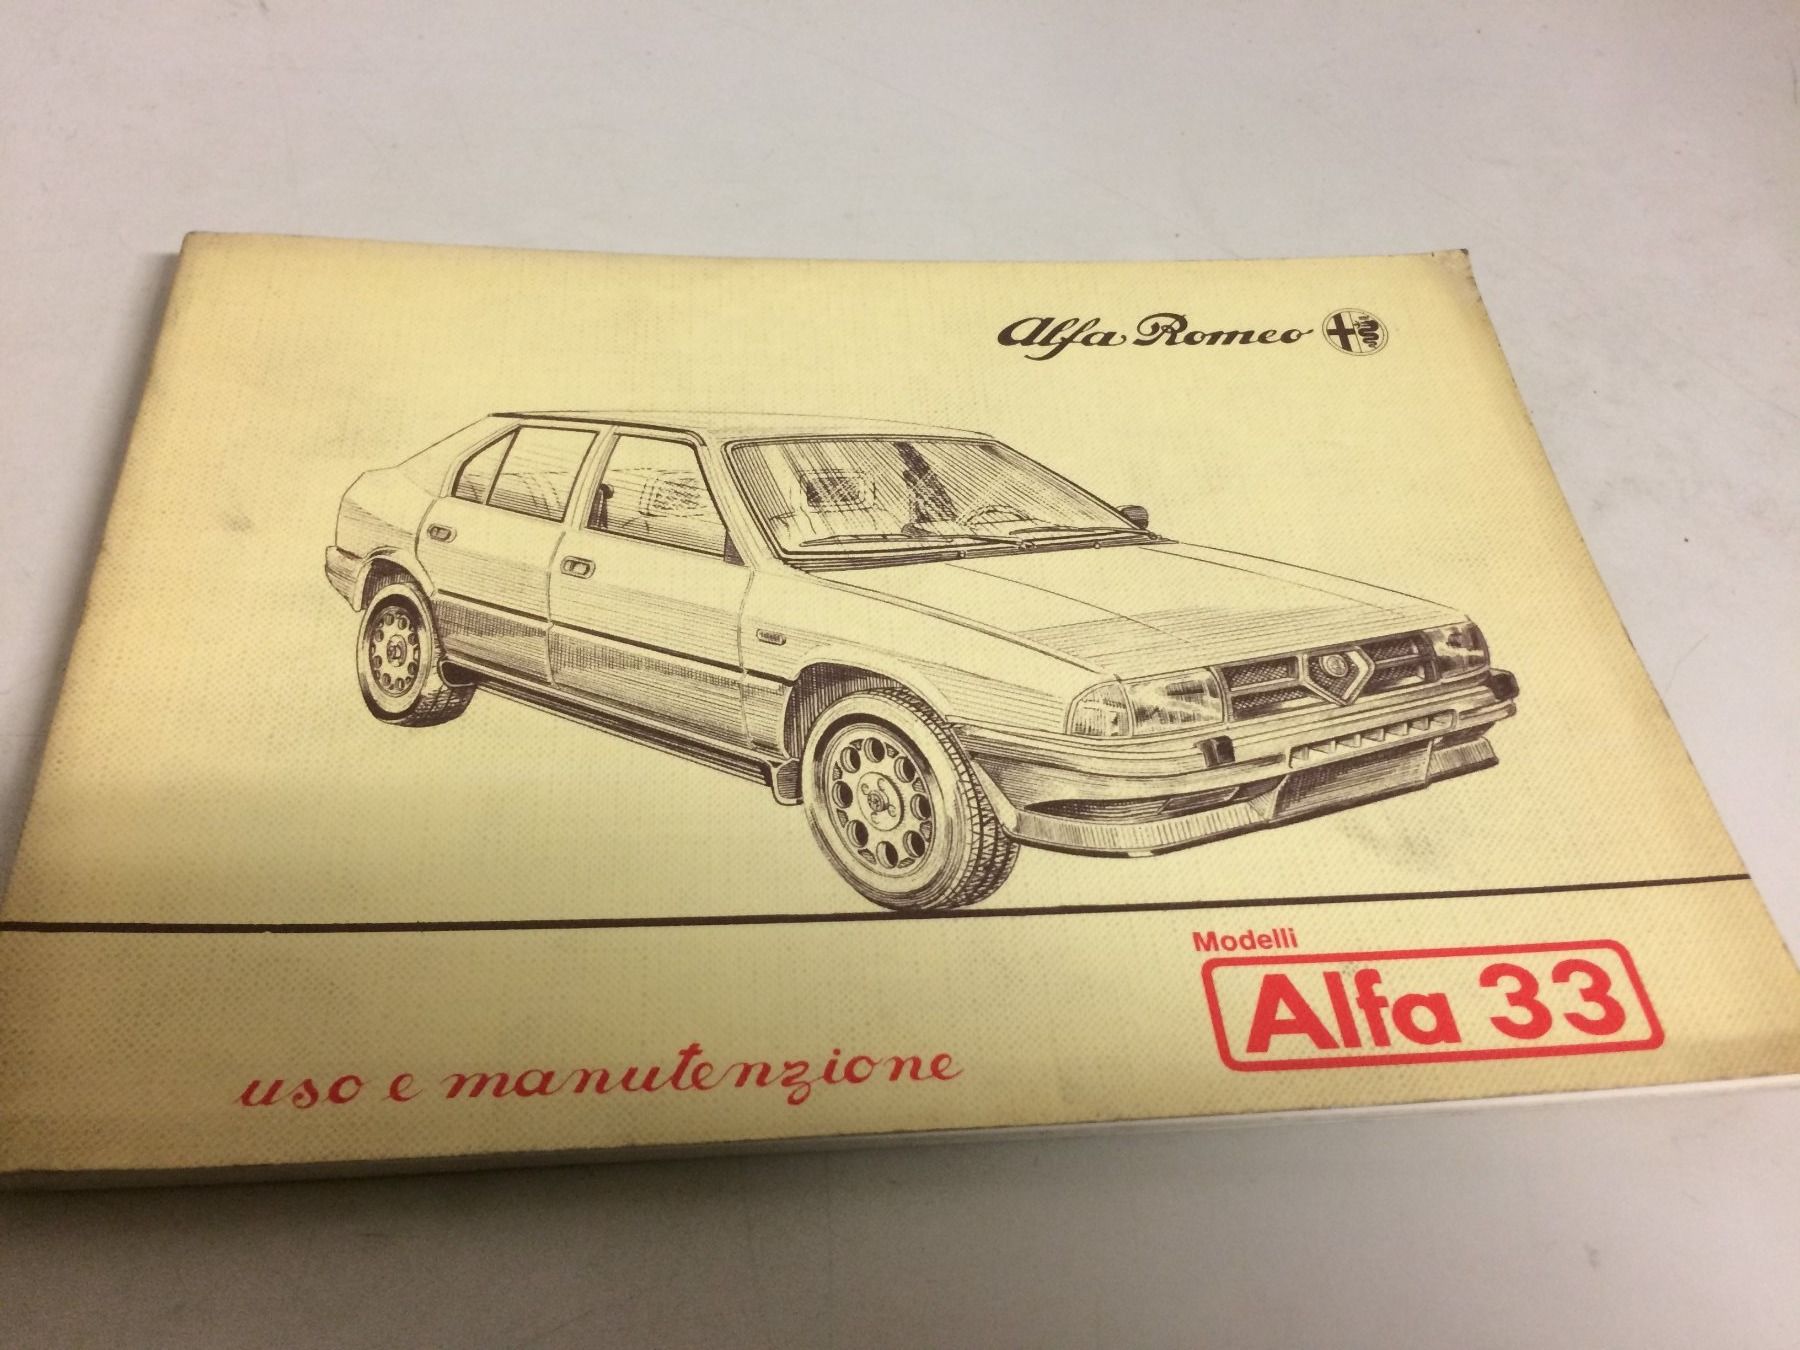 Alfa Romeo
Modelli
Alfa 33
uso e manutenzione